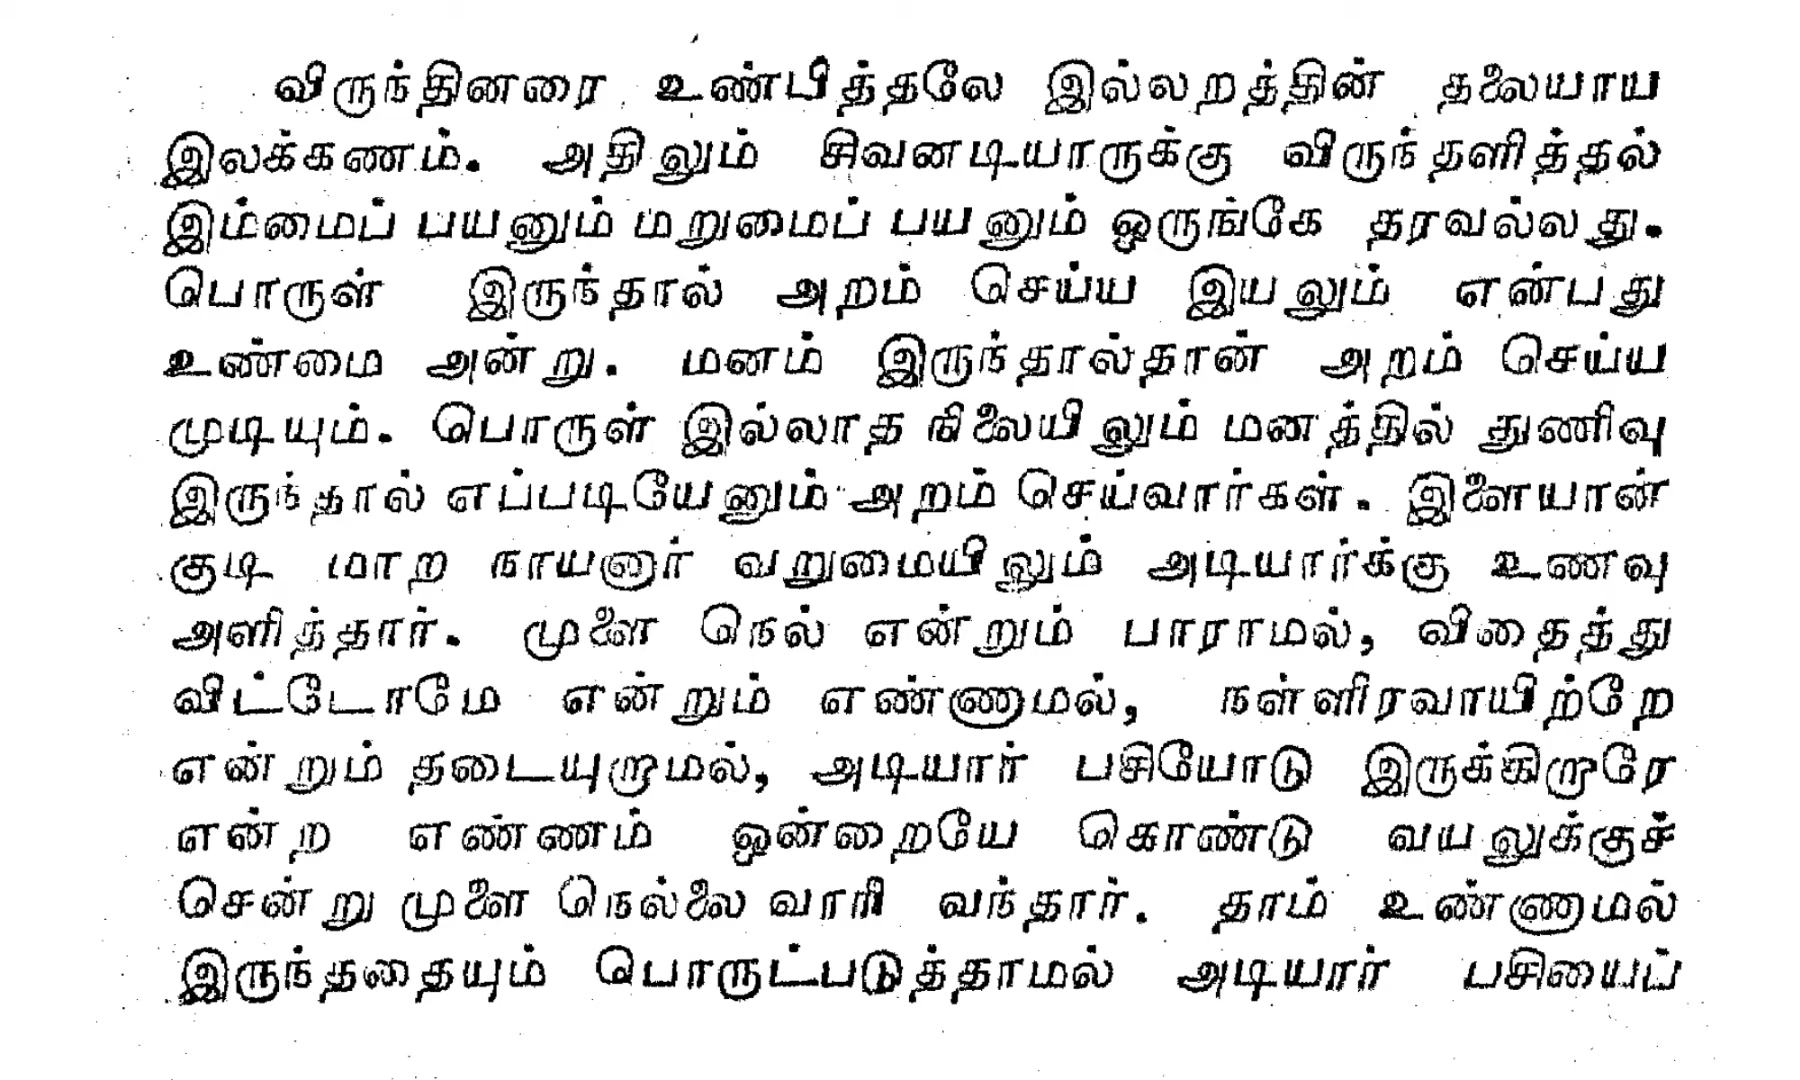 விருந்தினரை உண்பித்தலே இல்லறத்தின் தலையாய
இலக்கணம். அதிலும் சிவனடியாருக்கு விருந்தளித்தல்
இம்மைப் பயனும் மறுமைப் பயனும் ஒருங்கே தரவல்லது.
பொருள் இருந்தால் அறம் செய்ய இயலும் என்பது
உண்மை அன்று. மனம் இருந்தால்தான் அறம் செய்ய
முடியும். பொருள் இல்லாத நிலையிலும் மனத்தில் துணிவு
இருந்தால் எப்படியேனும் அறம் செய்வார்கள். இளையான்
குடி மாற நாயனார் வறுமையிலும் அடியார்க்கு உணவு
அளித்தார். முளை நெல் என்றும் பாராமல், விதைத்து
விட்டோமே என்றும் எண்ணாமல், நள்ளிரவாயிற்றே
என்றும் தடையுறாமல், அடியார் பசியோடு இருக்கிறாரே
என்ற எண்ணம் ஒன்றையே கொண்டு வயலுக்குச்
சென்று முளை நெல்லை வாரி வந்தார். தாம் உண்ணாமல்
இருந்ததையும் பொருட்படுத்தாமல் அடியார் பசியைப்